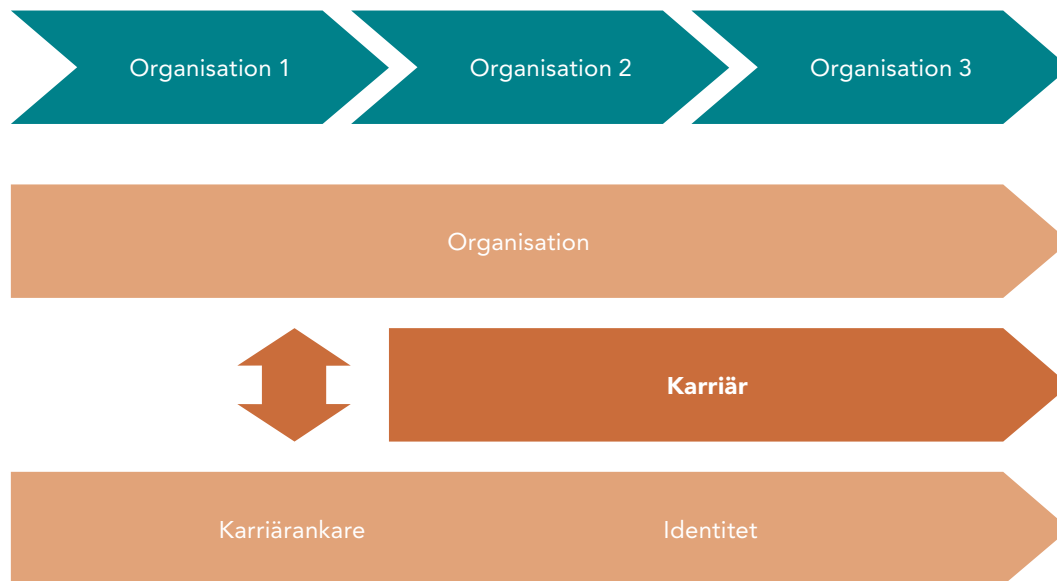 Organisation 1
Organisation 2
Organisation 3
Organisation
Karriär
Karriärankare
Identitet